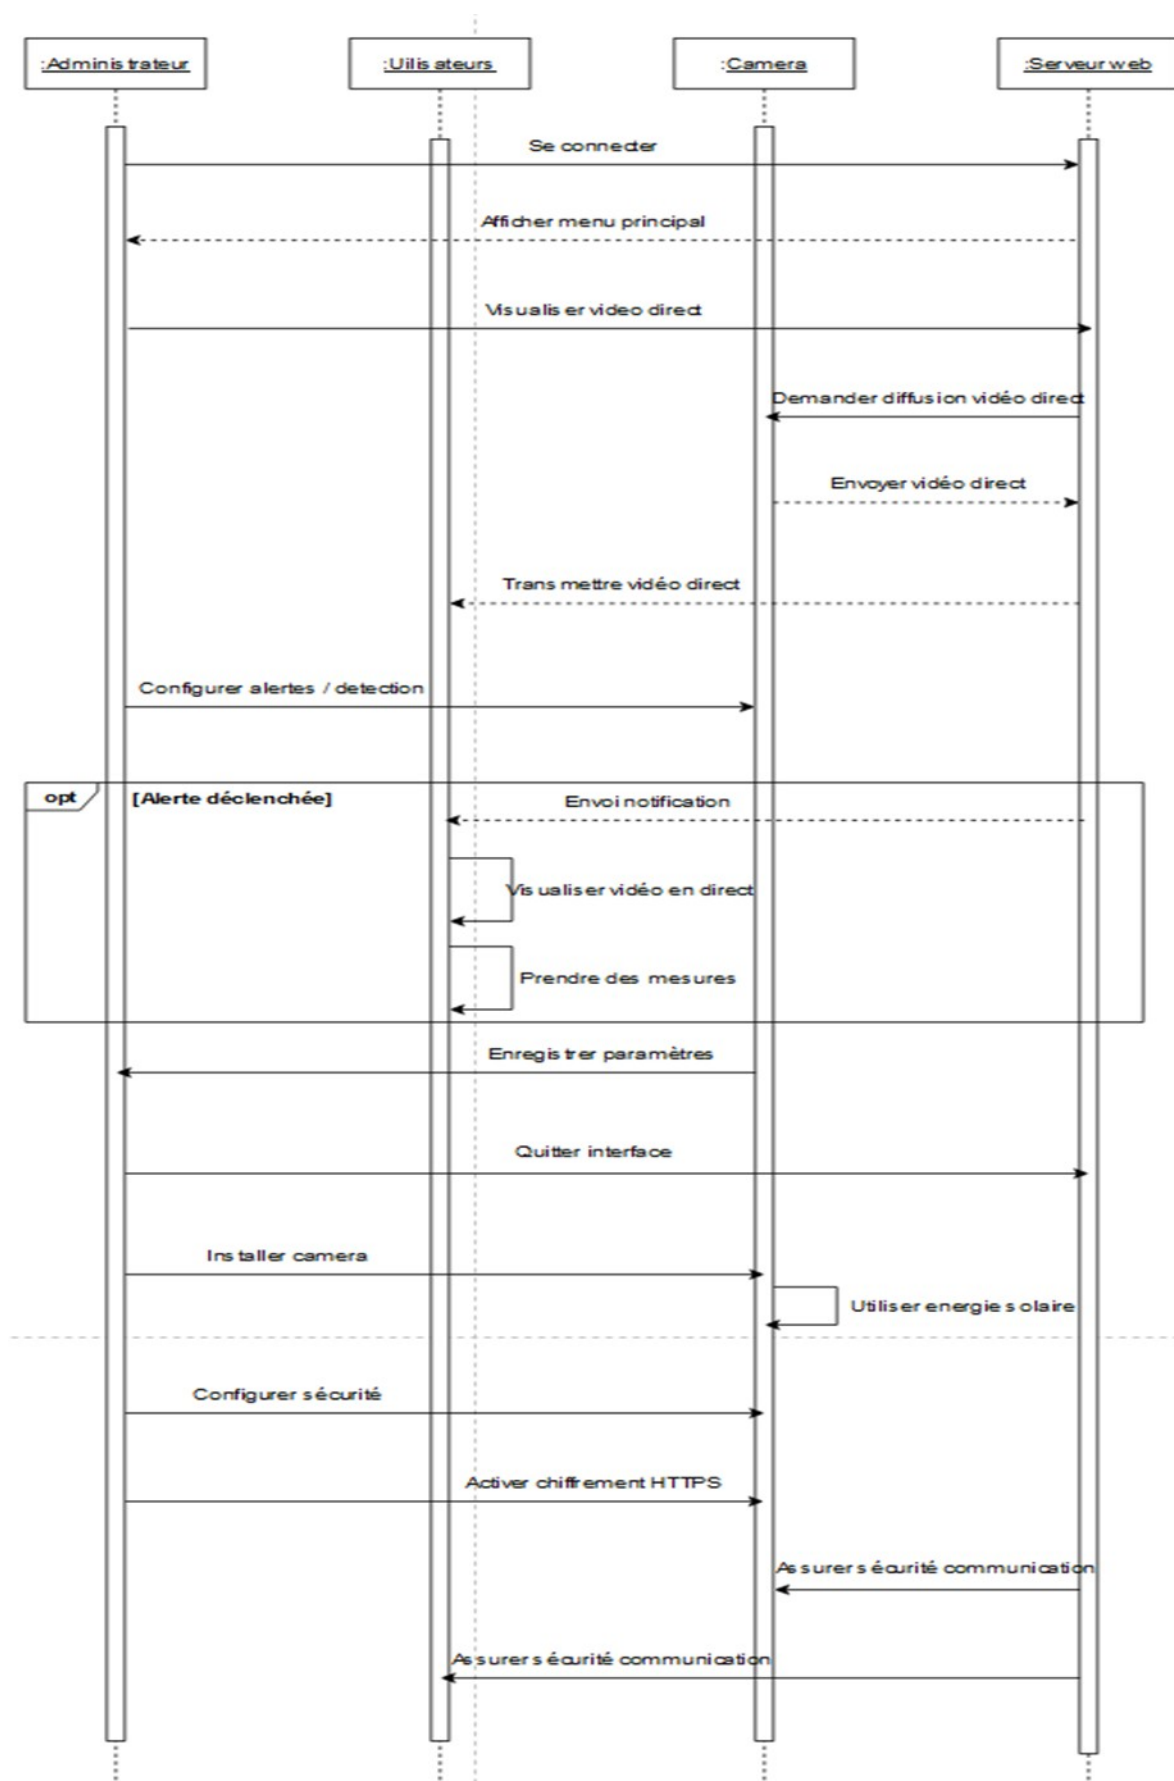 :Administrateur
:Uilisateurs
:Camera
:Serveur web
Se connecter
Afficher menu principal
Visualiser video direct
Demander diffusion vidéo direct
Envoyer vidéo direct
Transmettre vidéo direct
Configurer alertes / detection
opt
[Alerte déclenchée]
Envoi notification
Visualiser vidéo en direct
Prendre des mesures
Enregistrer paramètres
Quitter interface
Installer camera
Utiliser energie solaire
Configurer sécurité
Activer chiffrement HTTPS
Assurer sécurité communication
Assurer sécurité communication